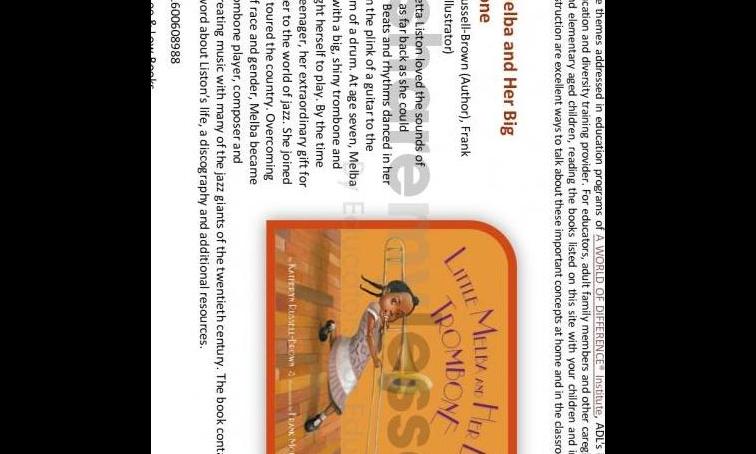 e themes addressed in education programs of A WORLD OF DIFFERENCE® Institute, ADL's
cation and diversity training provider. For educators, adult family members and other careg
nd elementary aged children, reading the books listed on this site with your children and i
struction are excellent ways to talk about these important concepts at home and in the classro
elba and Her Big
one
ussell-Brown (Author), Frank
llustrator)
etta Liston loved the sounds of
as far back as she could
Beats and rhythms danced in her
n the plink of a guitar to the
m of a drum. At age seven, Melba
with a big, shiny trombone and
ght herself to play. By the time
eenager, her extraordinary gift for
er to the world of jazz. She joined
toured the country. Overcoming
f race and gender, Melba became
ombone player, composer and
reating music with many of the jazz giants of the twentieth century. The book conta
word about Liston's life, a discography and additional resources.
600608988
LITTLE MELBA AND HER
TROMBONE
KATHERYN RUSSELL-BROWN
FRANK MO